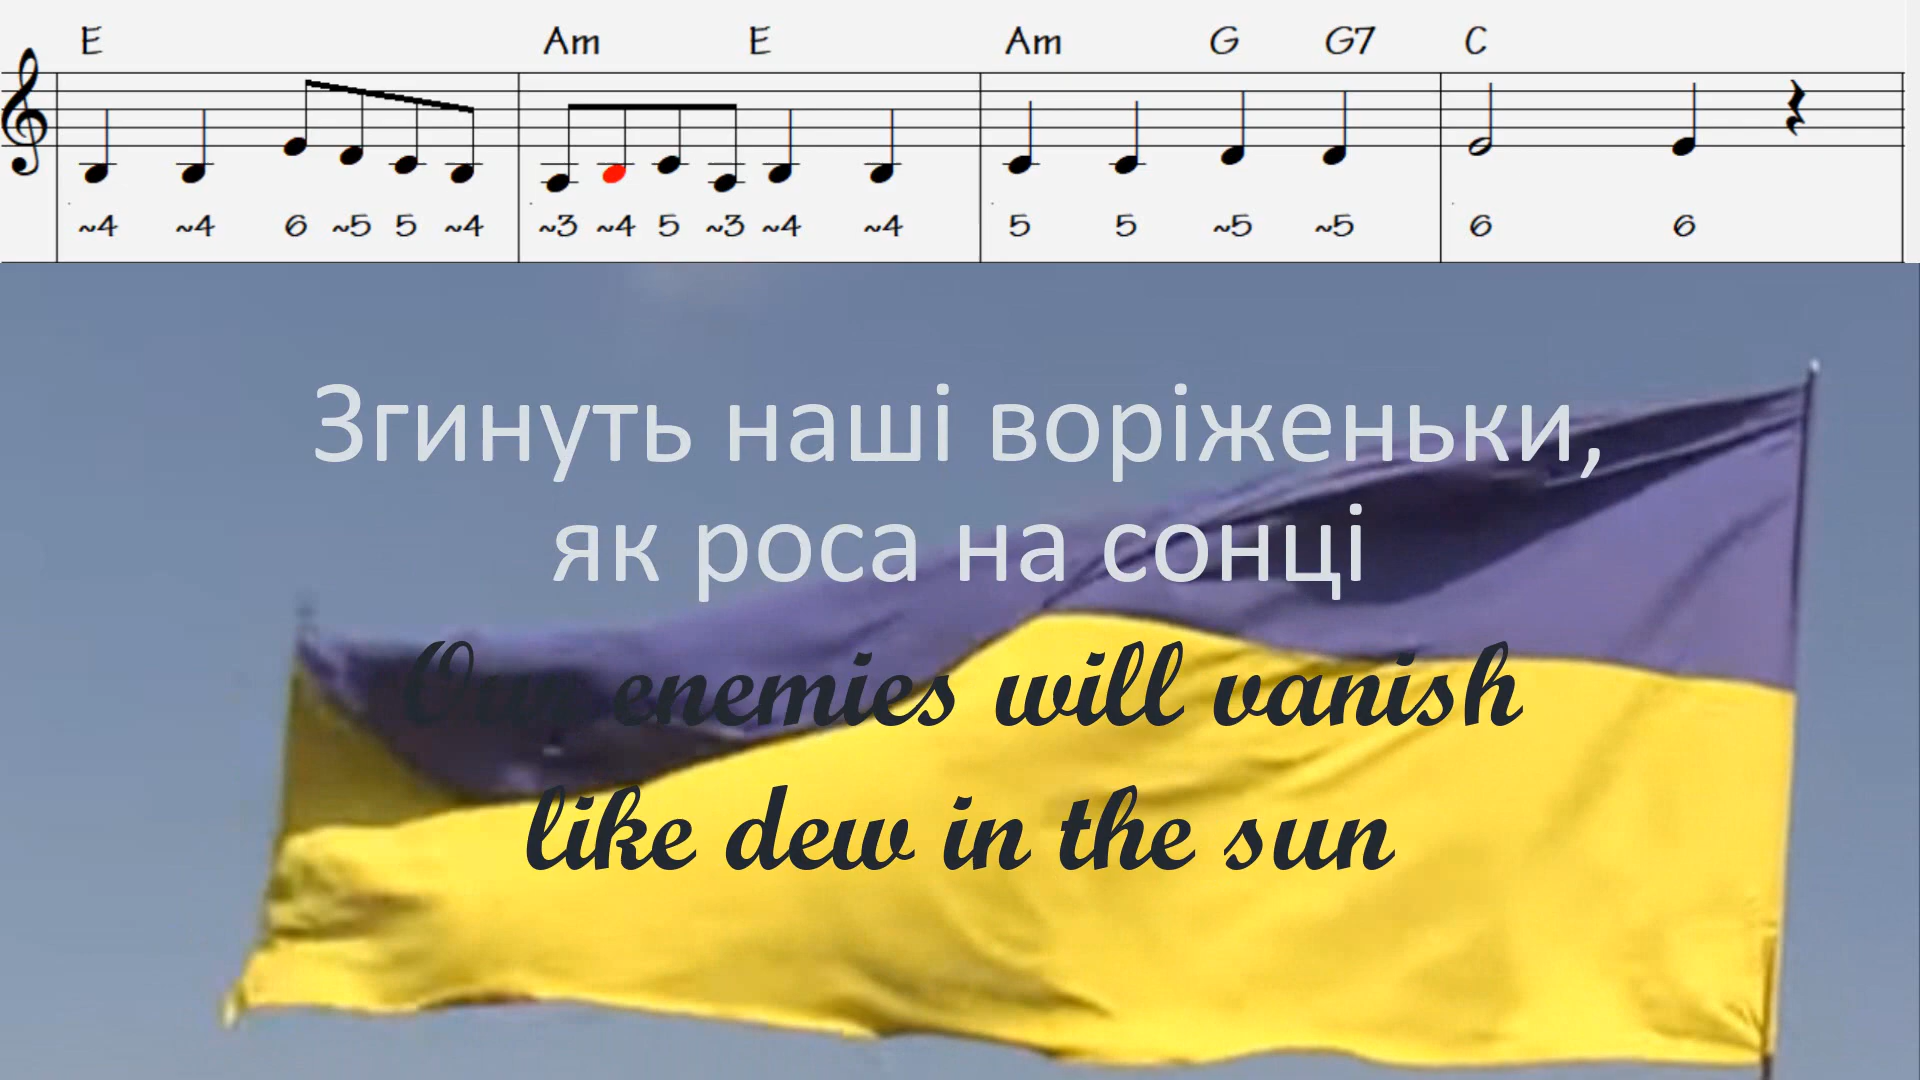 E Am E Am G G7 C
~4 ~4 6 ~5 5 ~4 ~3 ~4 5 ~3 ~4 ~4 5 5 ~5 ~5 6 6
Згинуть наші воріженьки,
як роса на сонці
Our enemies will vanish
like dew in the sun